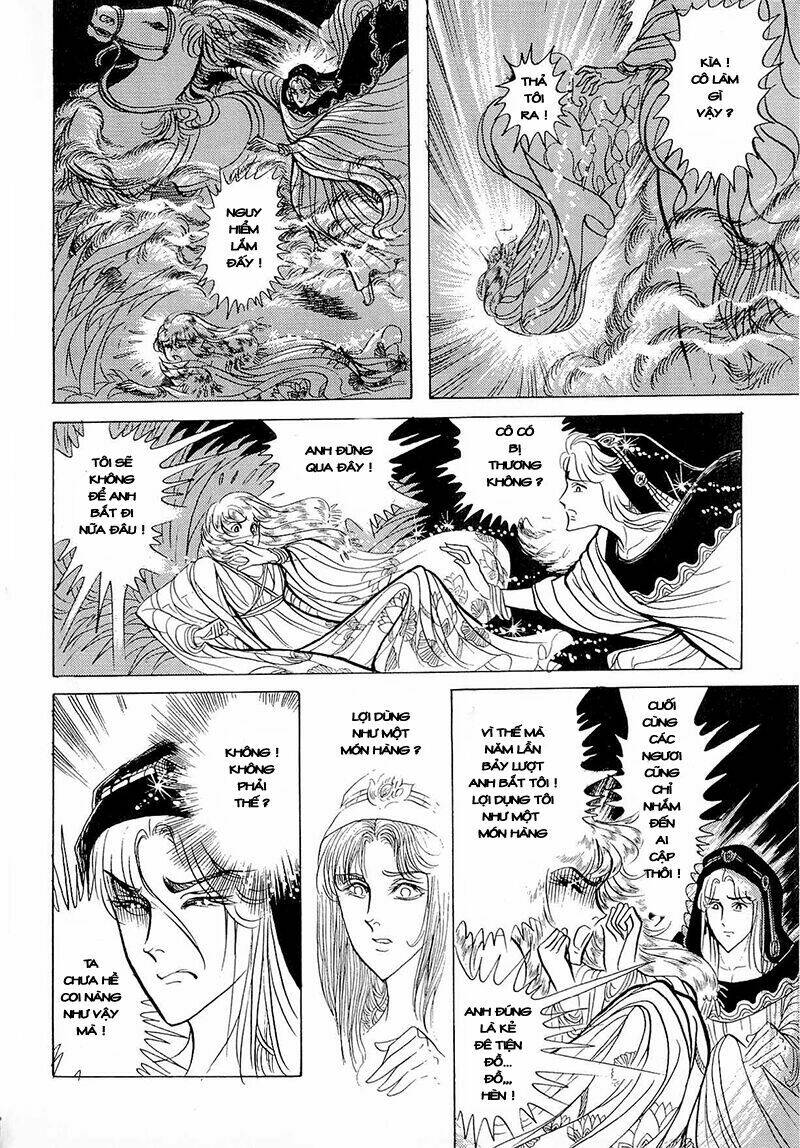 KÌA !
CÔ LÀM
GÌ
VẬY ?
THẢ
TÔI
RA !
NGUY
HIỂM
LẮM
ĐẤY !
CÔ CÓ
BỊ
THƯƠNG
KHÔNG ?
ANH ĐỪNG
QUA ĐÂY !
TÔI SẼ
KHÔNG
ĐỂ ANH
BẮT ĐI
NỮA ĐÂU !
CUỐI
CÙNG CÁC
NGƯƠI
CŨNG
CHỈ
NHẮM
ĐẾN
AI
CẬP
THÔI !
VÌ THẾ MÀ
NĂM LẦN
BẢY LƯỢT
ANH BẮT TÔI !
LỢI DỤNG TÔI
NHƯ MỘT
MÓN HÀNG
ANH ĐÚNG
LÀ KẺ
ĐÊ TIỆN
ĐỒ...
ĐỒ,,,
HÈN !
LỢI DÙNG
NHƯ MỘT
MÓN HÀNG ?
KHÔNG !
KHÔNG
PHẢI
THẾ ?
TA
CHƯA HỀ
COI NÀNG
NHƯ VẬY
MÀ !